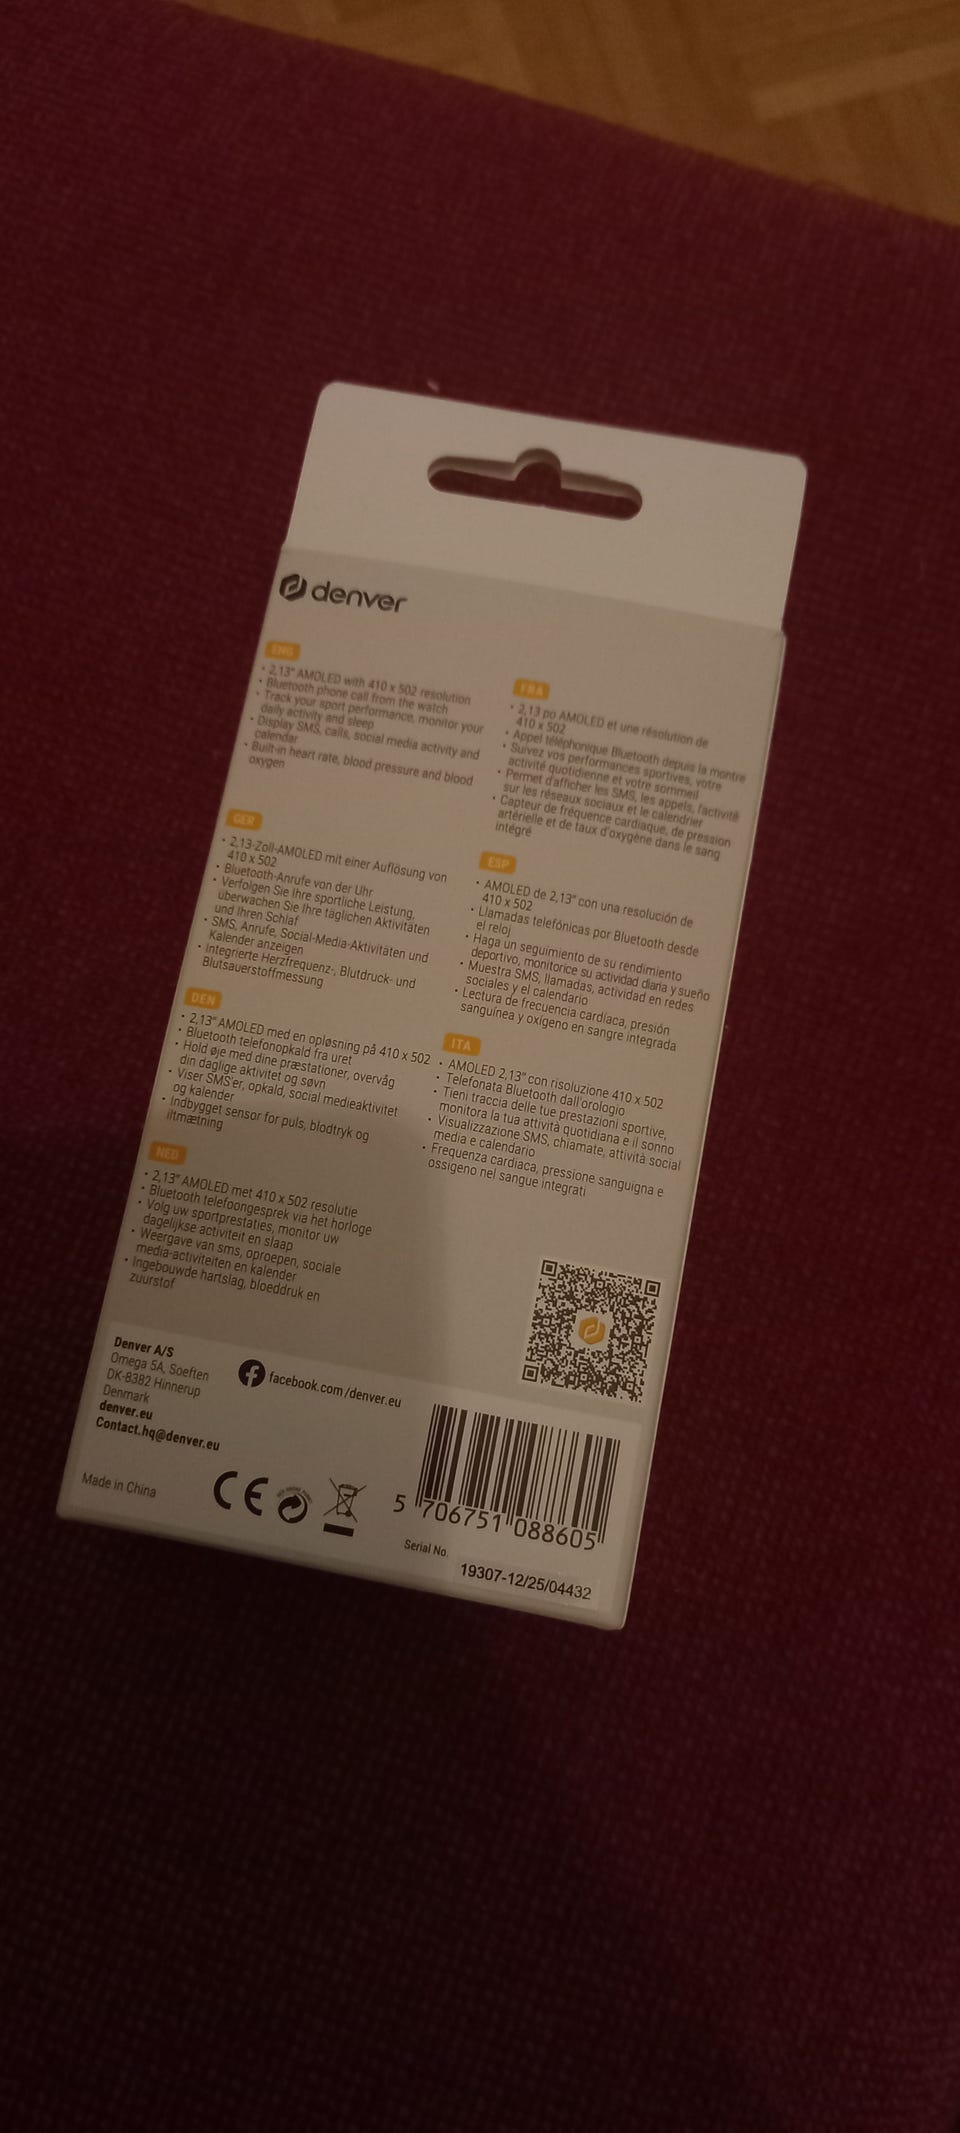 denver
ENG
• 2,13" AMOLED with 410 x 502 resolution
• Bluetooth phone call from the watch
• Track your sport performance, monitor your
daily activity and sleep
• Display SMS, calls, social media activity and
calendar
• Built-in heart rate, blood pressure and blood
oxygen
GER
• 2,13-Zoll-AMOLED mit einer Auflösung von
410 x 502
• Bluetooth-Anrufe von der Uhr
• Verfolgen Sie Ihre sportliche Leistung,
überwachen Sie Ihre täglichen Aktivitäten
und Ihren Schlaf
• SMS, Anrufe, Social-Media-Aktivitäten und
Kalender anzeigen
• Integrierte Herzfrequenz-, Blutdruck- und
Blutsauerstoffmessung
DEN
• 2,13" AMOLED med en opløsning på 410 x 502
• Bluetooth telefonopkald fra uret
• Hold øje med dine præstationer, overvåg
din daglige aktivitet og søvn
• Viser SMS'er, opkald, social medieaktivitet
og kalender
• Indbygget sensor for puls, blodtryk og
iltmætning
NED
• 2,13" AMOLED met 410 x 502 resolutie
• Bluetooth telefoongesprek via het horloge
• Volg uw sportprestaties, monitor uw
dagelijkse activiteit en slaap
• Weergave van sms, oproepen, sociale
media-activiteiten en kalender
• Ingebouwde hartslag, bloeddruk en
zuurstof
FRA
• 2,13 po AMOLED et une résolution de
410 x 502
• Appel téléphonique Bluetooth depuis la montre
• Suivez vos performances sportives, votre
activité quotidienne et votre sommeil
• Permet d'afficher les SMS, les appels, l'activité
sur les réseaux sociaux et le calendrier
• Capteur de fréquence cardiaque, de pression
artérielle et de taux d'oxygène dans le sang
intégré
ESP
• AMOLED de 2,13" con una resolución de
410 x 502
• Llamadas telefónicas por Bluetooth desde
el reloj
• Haga un seguimiento de su rendimiento
deportivo, monitorice su actividad diaria y sueño
• Muestra SMS, llamadas, actividad en redes
sociales y el calendario
• Lectura de frecuencia cardíaca, presión
sanguínea y oxígeno en sangre integrada
ITA
• AMOLED 2,13" con risoluzione 410 x 502
• Telefonata Bluetooth dall'orologio
• Tieni traccia delle tue prestazioni sportive,
monitora la tua attività quotidiana e il sonno
• Visualizzazione SMS, chiamate, attività social
media e calendario
• Frequenza cardiaca, pressione sanguigna e
ossigeno nel sangue integrati
Denver A/S
Omega 5A, Soeften
DK-8382 Hinnerup
Denmark
denver.eu
Contact.hq@denver.eu
facebook.com/denver.eu
Made in China
CE
5 706751 088605
Serial No.
19307-12/25/04432